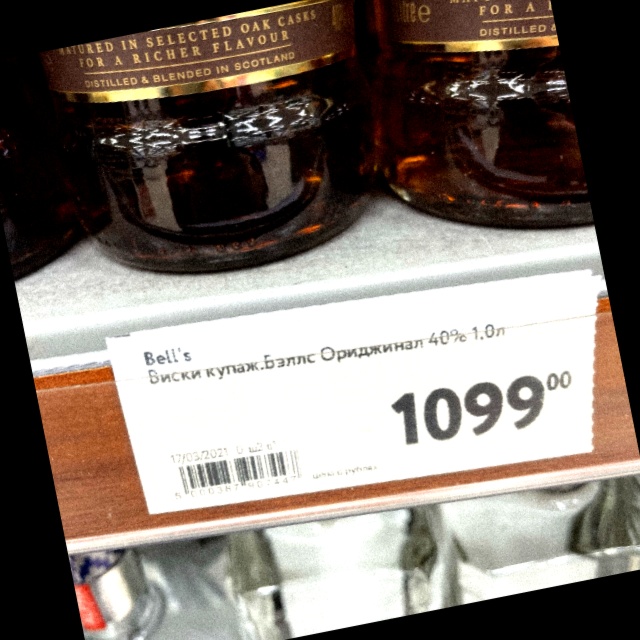 MATURED IN SELECTED OAK CASKS
FOR A RICHER FLAVOUR
DISTILLED & BLENDED IN SCOTLAND
FOR A
DISTILLED
Bell's
Виски купаж.Бэллс Ориджинал 40% 1.0л
1099 00
17/03/2021